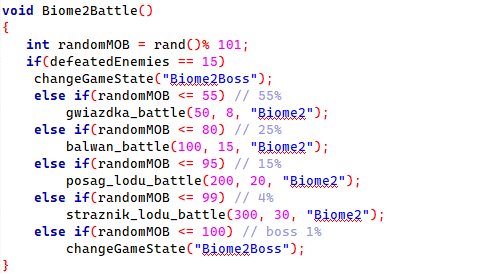 void Biome2Battle()
{
   int randomMOB = rand()% 101;
   if(defeatedEnemies == 15)
    changeGameState("Biome2Boss");
    else if(randomMOB <= 55) // 55%
        gwiazdka_battle(50, 8, "Biome2");
    else if(randomMOB <= 80) // 25%
        balwan_battle(100, 15, "Biome2");
    else if(randomMOB <= 95) // 15%
        posag_lodu_battle(200, 20, "Biome2");
    else if(randomMOB <= 99) // 4%
        straznik_lodu_battle(300, 30, "Biome2");
    else if(randomMOB <= 100) // boss 1%
        changeGameState("Biome2Boss");
}